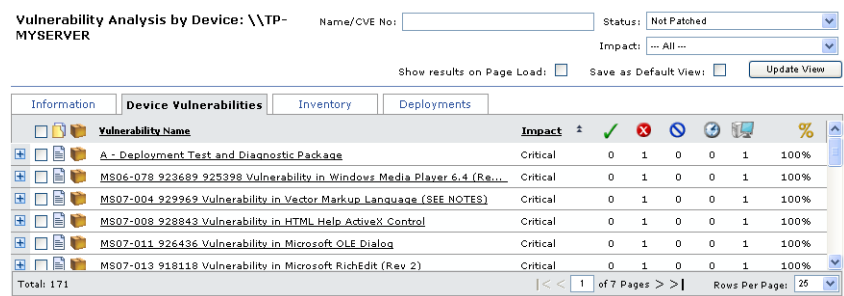 Vulnerability Analysis by Device: \\TP-
MYSERVER
Name/CVE No:
Status: Not Patched
Impact: --- All ---
Show results on Page Load:
Save as Default View:
Update View
Information Device Vulnerabilities Inventory Deployments
Vulnerability Name Impact %
A - Deployment Test and Diagnostic Package Critical 0 1 0 0 1 100%
MS06-078 923689 925398 Vulnerability in Windows Media Player 6.4 (Re... Critical 0 1 0 0 1 100%
MS07-004 929969 Vulnerability in Vector Markup Language (SEE NOTES) Critical 0 1 0 0 1 100%
MS07-008 928843 Vulnerability in HTML Help ActiveX Control Critical 0 1 0 0 1 100%
MS07-011 926436 Vulnerability in Microsoft OLE Dialog Critical 0 1 0 0 1 100%
MS07-013 918118 Vulnerability in Microsoft RichEdit (Rev 2) Critical 0 1 0 0 1 100%
Total: 171 |< < 1 of 7 Pages > >| Rows Per Page: 25